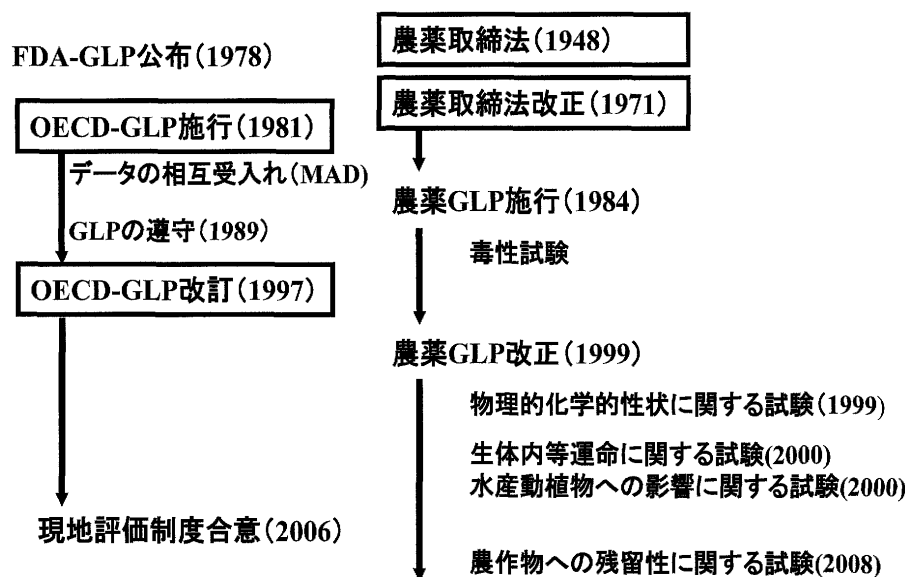 FDA-GLP公布(1978)
OECD-GLP施行(1981)
データの相互受入れ(MAD)
GLPの遵守(1989)
OECD-GLP改訂(1997)
現地評価制度合意(2006)
農薬取締法(1948)
農薬取締法改正(1971)
農薬GLP施行(1984)
毒性試験
農薬GLP改正(1999)
物理的化学的性状に関する試験(1999)
生体内等運命に関する試験(2000)
水産動植物への影響に関する試験(2000)
農作物への残留性に関する試験(2008)